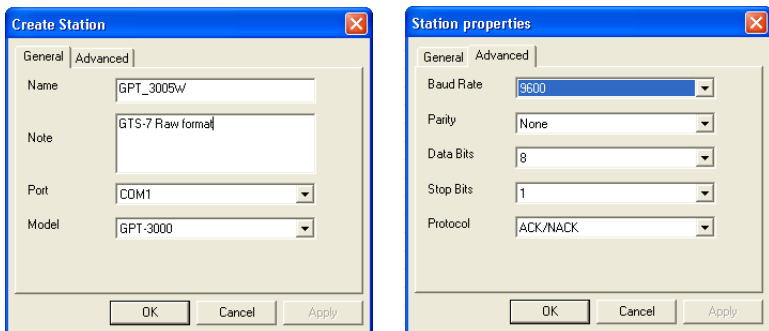 Create Station
General
Advanced
Name
GPT_3005W
Note
GTS-7 Raw format
Port
COM1
Model
GPT-3000
OK
Cancel
Apply
Station properties
General
Advanced
Baud Rate
9600
Parity
None
Data Bits
8
Stop Bits
1
Protocol
ACK/NACK
OK
Cancel
Apply